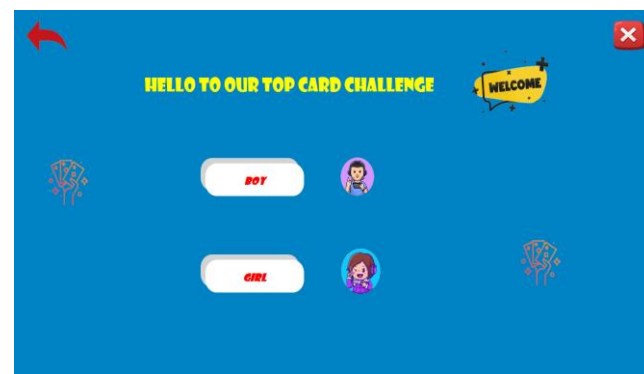 HELLO TO OUR TOP CARD CHALLENGE
WELCOME
BOY
GIRL